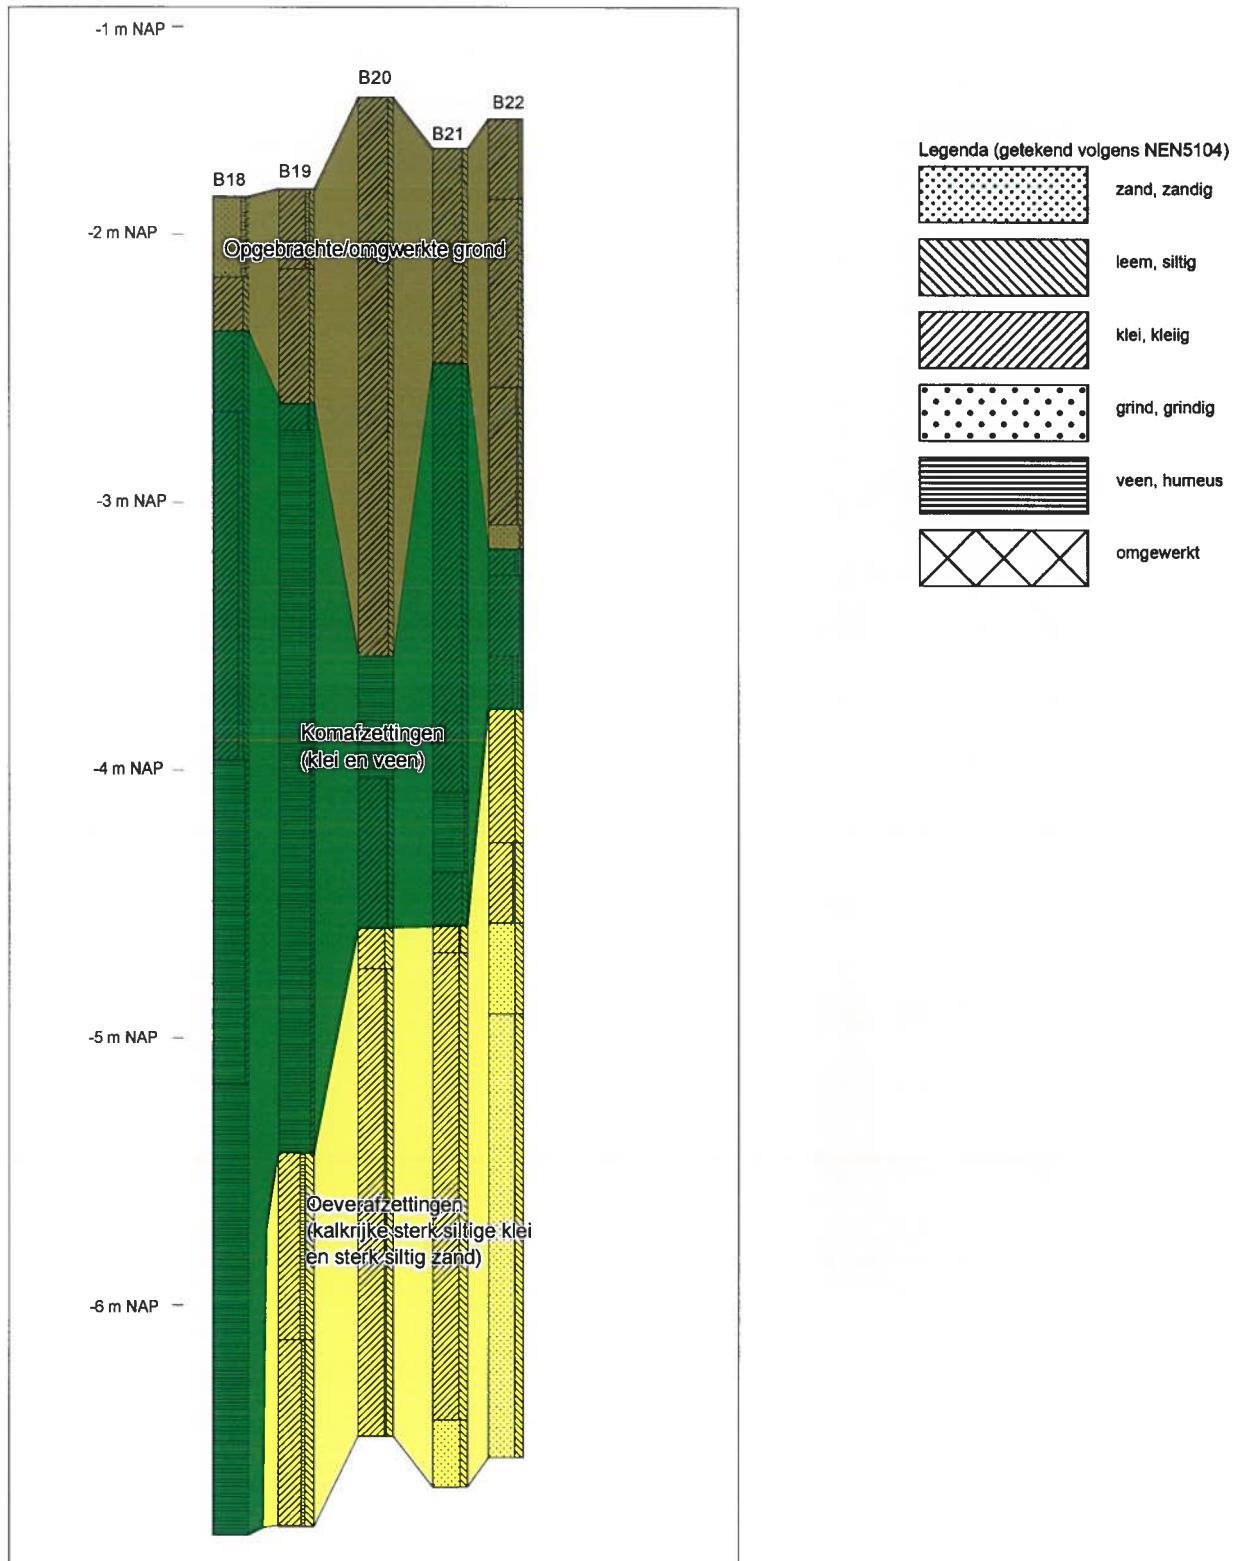 -1 m NAP
B20
B22
B21
B19
B18
-2 m NAP
Opgebrachte/omgwerkte grond
-3 m NAP
Komafzettingen
(klei en veen)
-4 m NAP
-5 m NAP
Oeverafzettingen
(kalkrijke sterk siltige klei
en sterk siltig zand)
-6 m NAP
Legenda (getekend volgens NEN5104)
zand, zandig
leem, siltig
klei, kleiig
grind, grindig
veen, humeus
omgewerkt